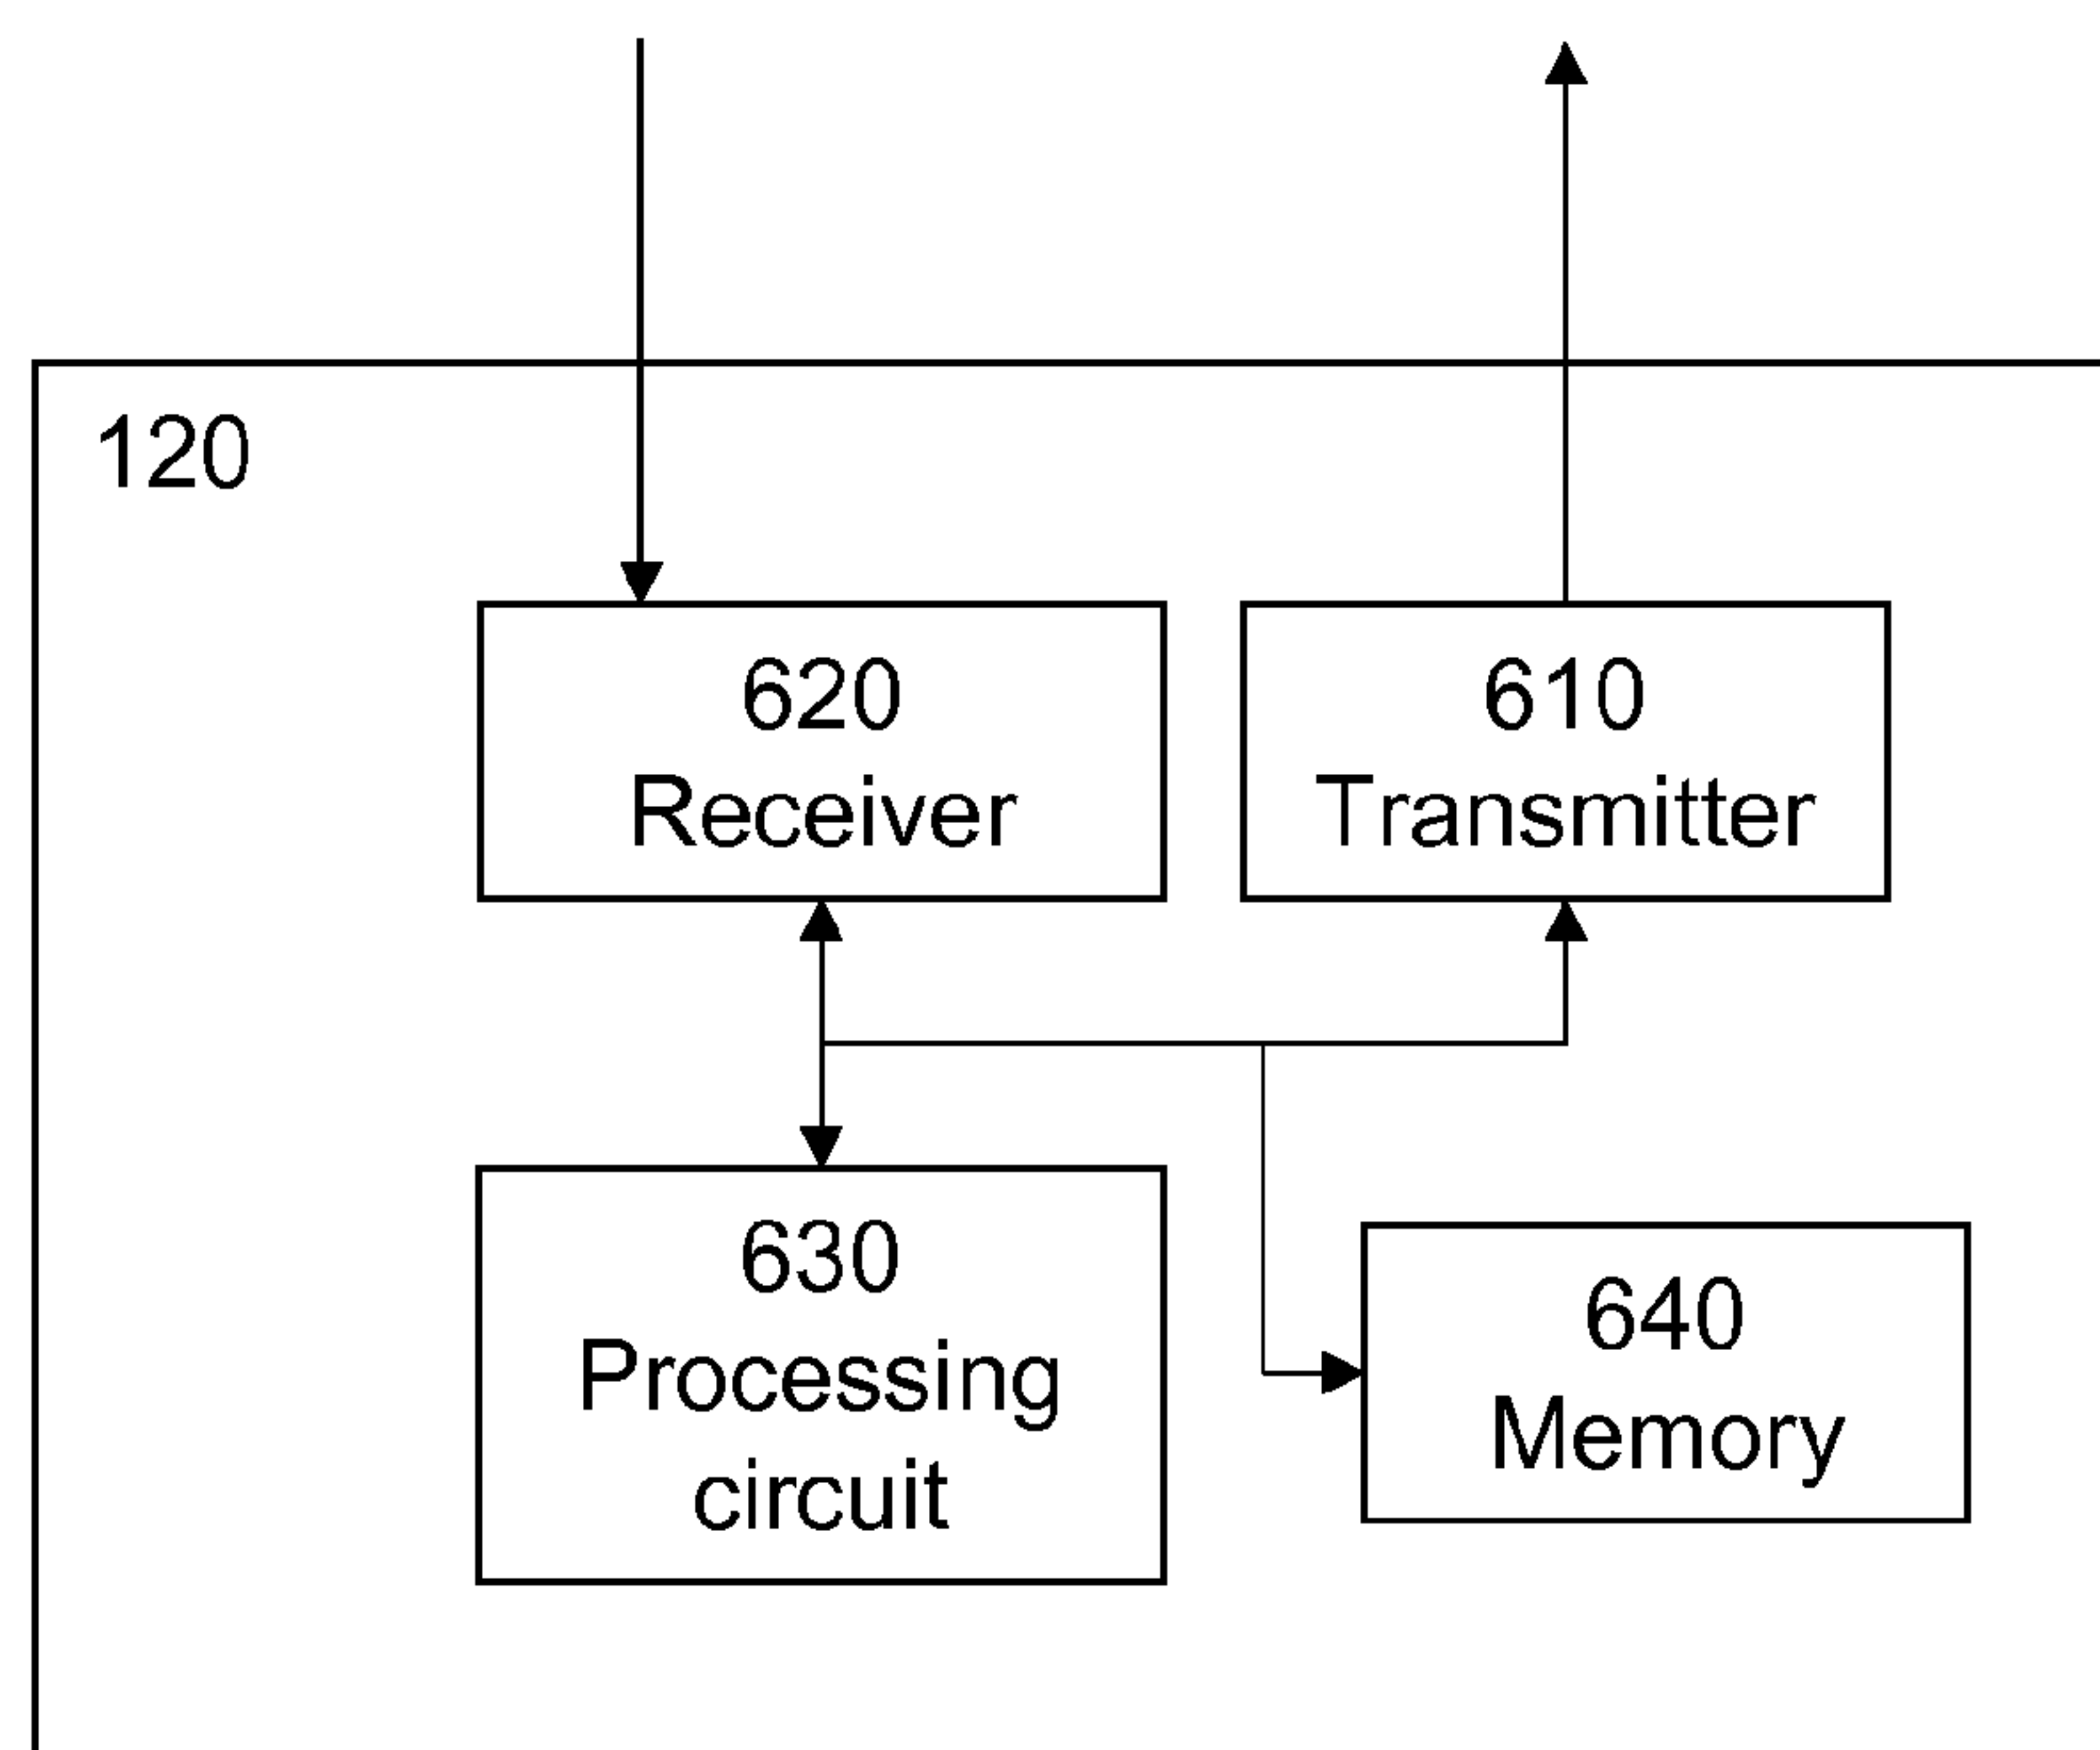 120
620
Receiver
610
Transmitter
630
Processing
circuit
640
Memory